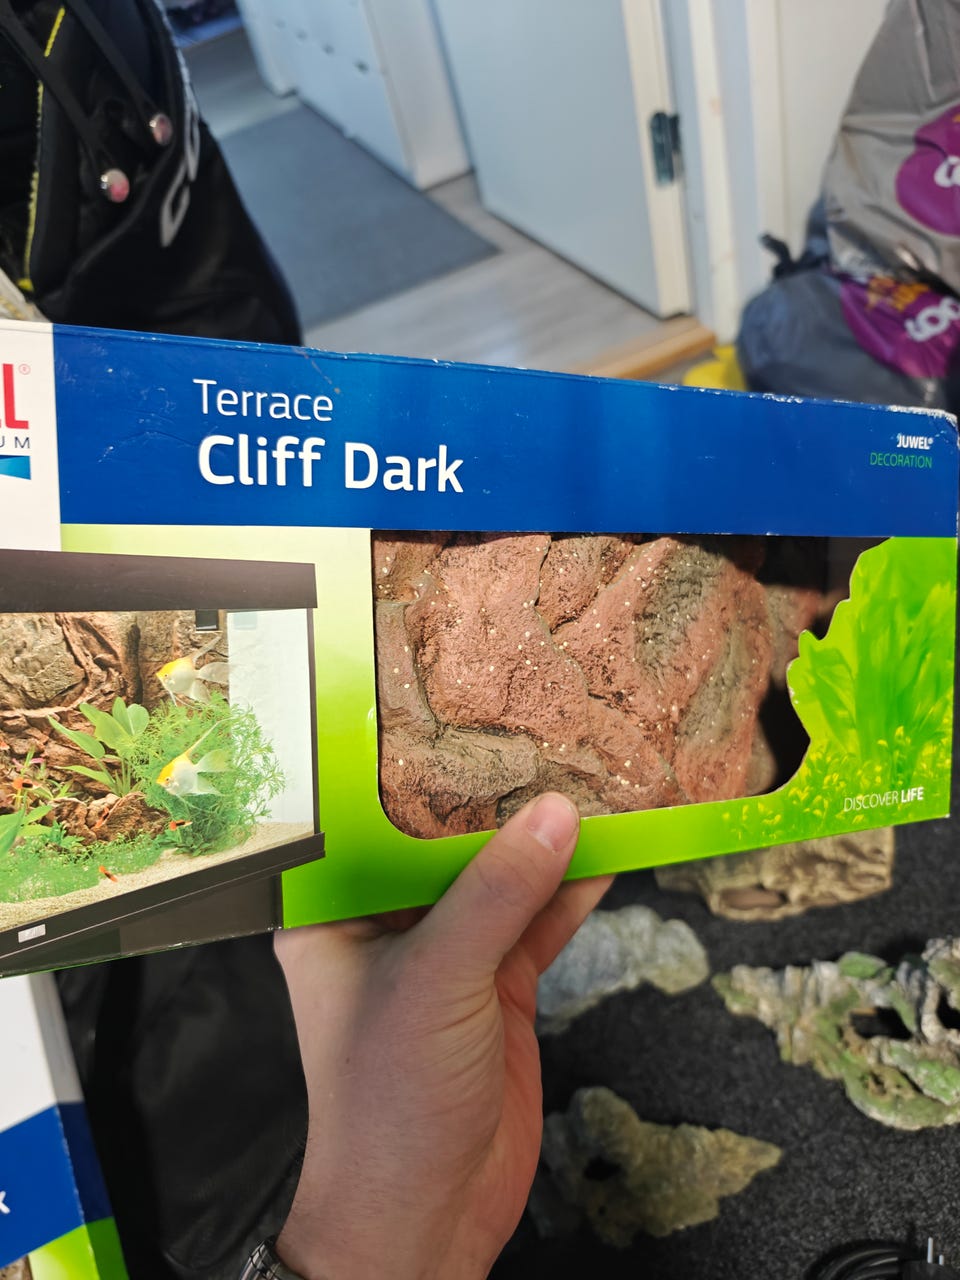 Terrace
Cliff Dark
JUWEL®
DECORATION
DISCOVER LIFE